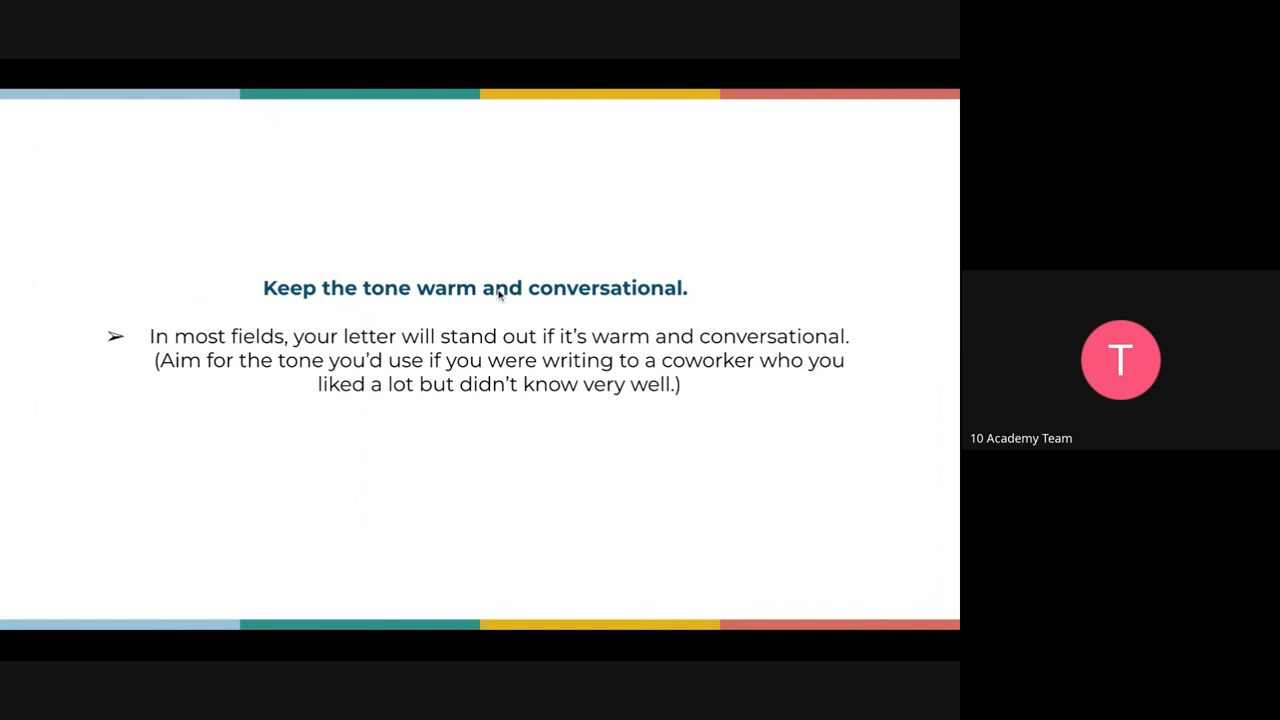 Keep the tone warm and conversational.
➢ In most fields, your letter will stand out if it's warm and conversational.
(Aim for the tone you'd use if you were writing to a coworker who you
liked a lot but didn't know very well.)
T
10 Academy Team